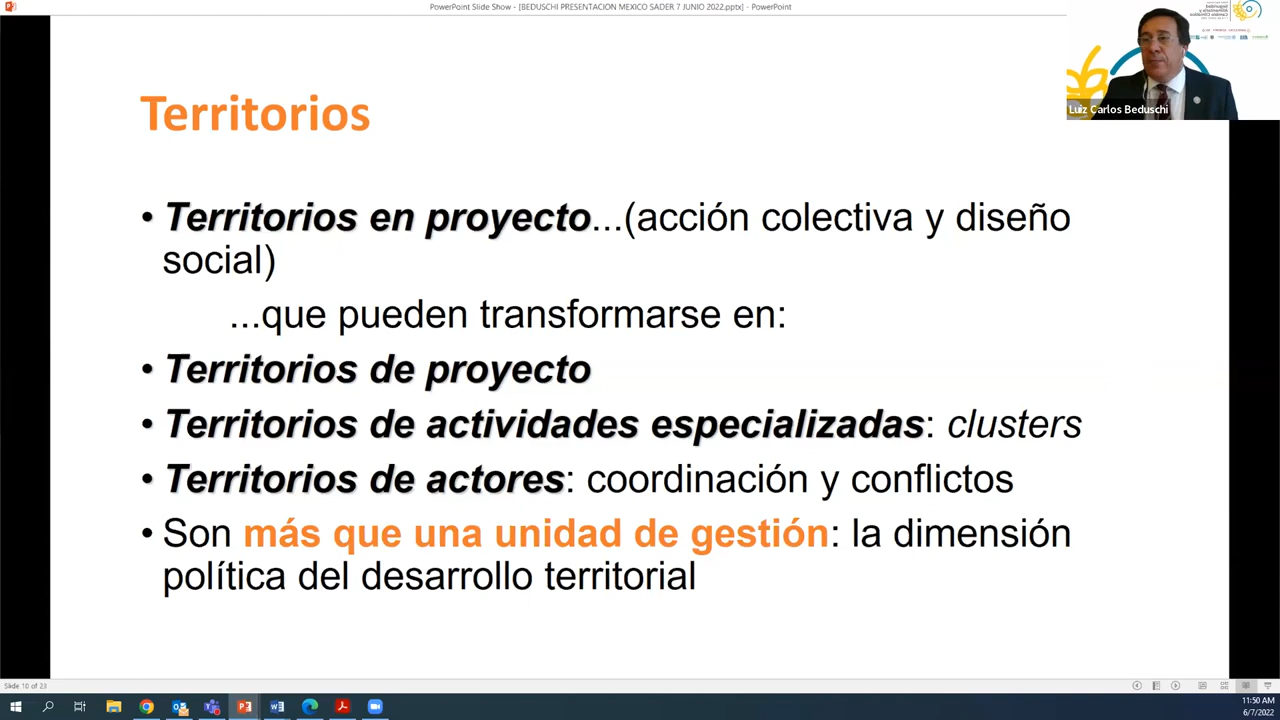 PowerPoint Slide Show - [BEDUSCHI PRESENTACION MEXICO SADER 7 JUNIO 2022.pptx] - PowerPoint
Luiz Carlos Beduschi
Territorios
• Territorios en proyecto...(acción colectiva y diseño
social)
...que pueden transformarse en:
• Territorios de proyecto
• Territorios de actividades especializadas: clusters
• Territorios de actores: coordinación y conflictos
• Son más que una unidad de gestión: la dimensión
política del desarrollo territorial
Slide 10 of 23
11:50 AM
6/7/2022